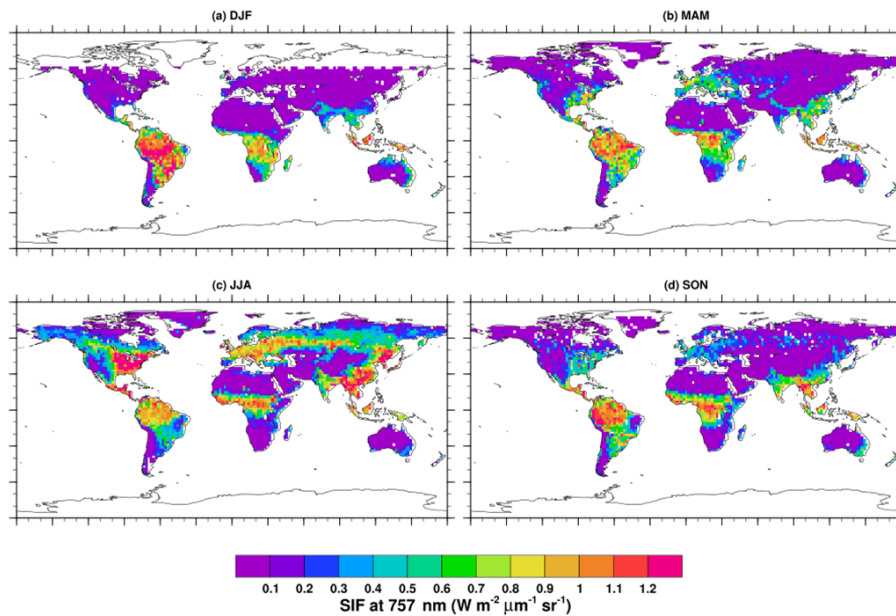 (a) DJF
(b) MAM
(c) JJA
(d) SON
0.1 0.2 0.3 0.4 0.5 0.6 0.7 0.8 0.9 1 1.1 1.2
SIF at 757 nm (W m⁻² μm⁻¹ sr⁻¹)